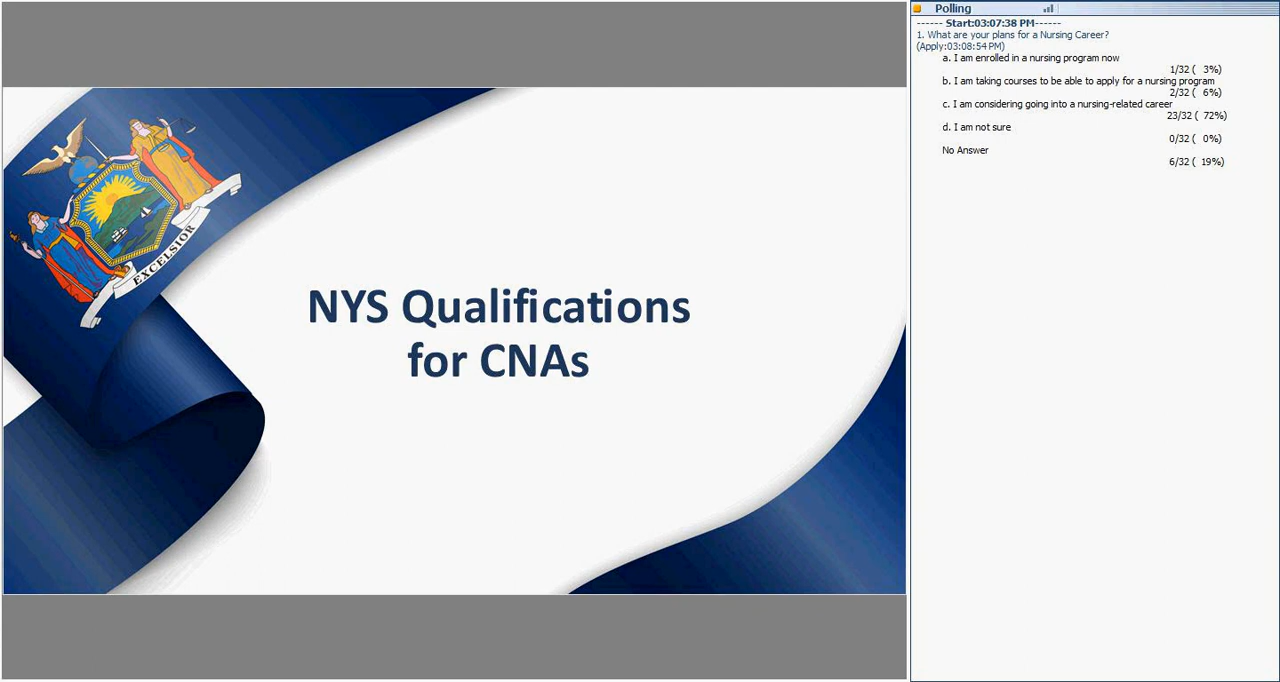 EXCELSIOR
NYS Qualifications
for CNAs
Polling
------ Start:03:07:38 PM------
1. What are your plans for a Nursing Career?
(Apply:03:08:54 PM)
a. I am enrolled in a nursing program now
1/32 ( 3%)
b. I am taking courses to be able to apply for a nursing program
2/32 ( 6%)
c. I am considering going into a nursing-related career
23/32 ( 72%)
d. I am not sure
0/32 ( 0%)
No Answer
6/32 ( 19%)